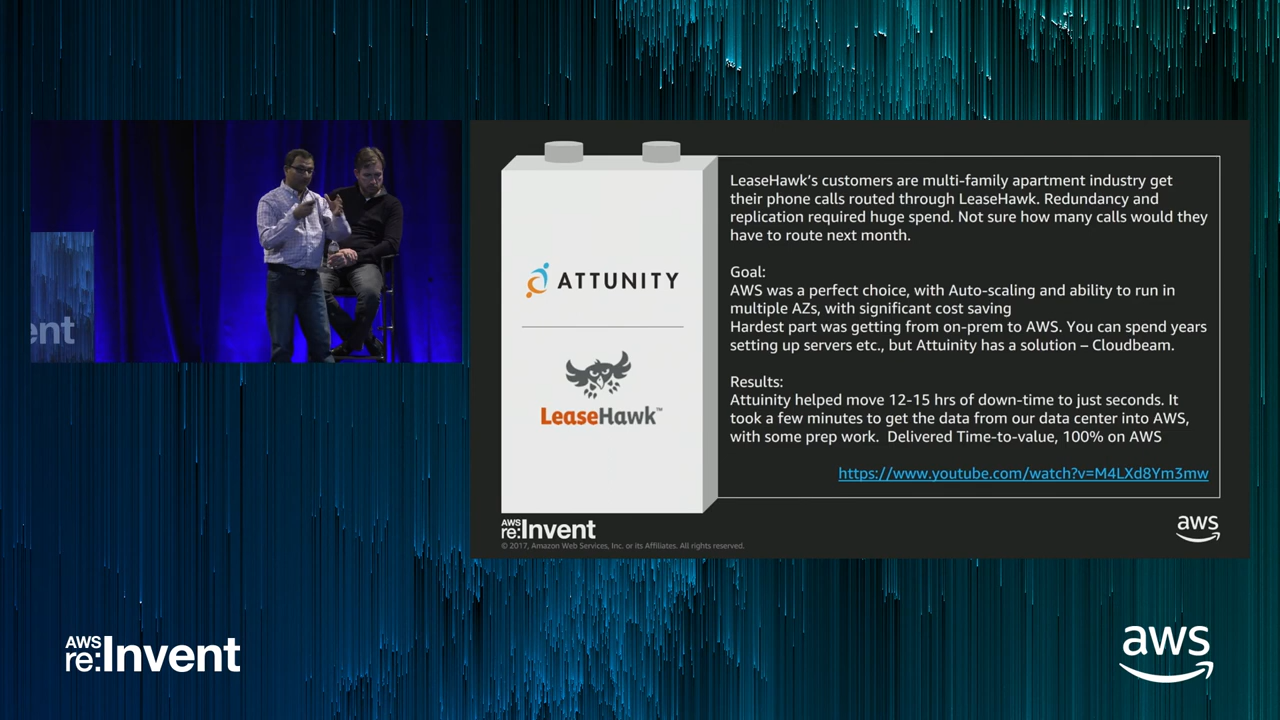 ent
ATTUNITY
LeaseHawk™
LeaseHawk's customers are multi-family apartment industry get
their phone calls routed through LeaseHawk. Redundancy and
replication required huge spend. Not sure how many calls would they
have to route next month.
Goal:
AWS was a perfect choice, with Auto-scaling and ability to run in
multiple AZs, with significant cost saving
Hardest part was getting from on-prem to AWS. You can spend years
setting up servers etc., but Attuinity has a solution – Cloudbeam.
Results:
Attuinity helped move 12-15 hrs of down-time to just seconds. It
took a few minutes to get the data from our data center into AWS,
with some prep work.  Delivered Time-to-value, 100% on AWS
https://www.youtube.com/watch?v=M4LXd8Ym3mw
AWS
re:Invent
© 2017, Amazon Web Services, Inc. or its Affiliates. All rights reserved.
aws
AWS
re:Invent
aws